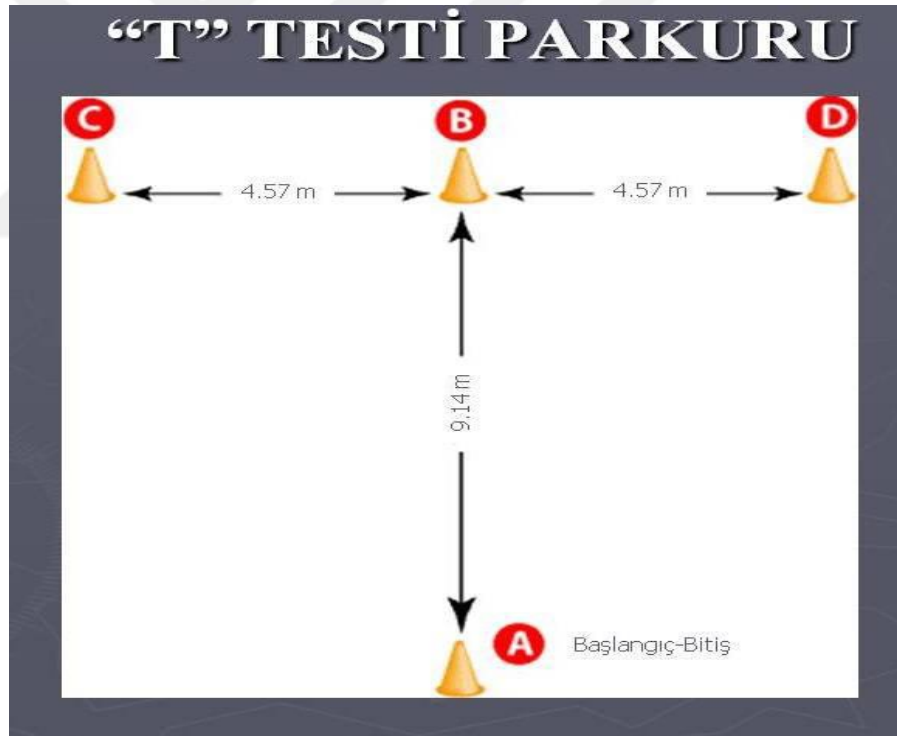 “T” TESTİ PARKURU
C
B
D
4.57 m
4.57 m
9.14 m
A
Başlangıç-Bitiş